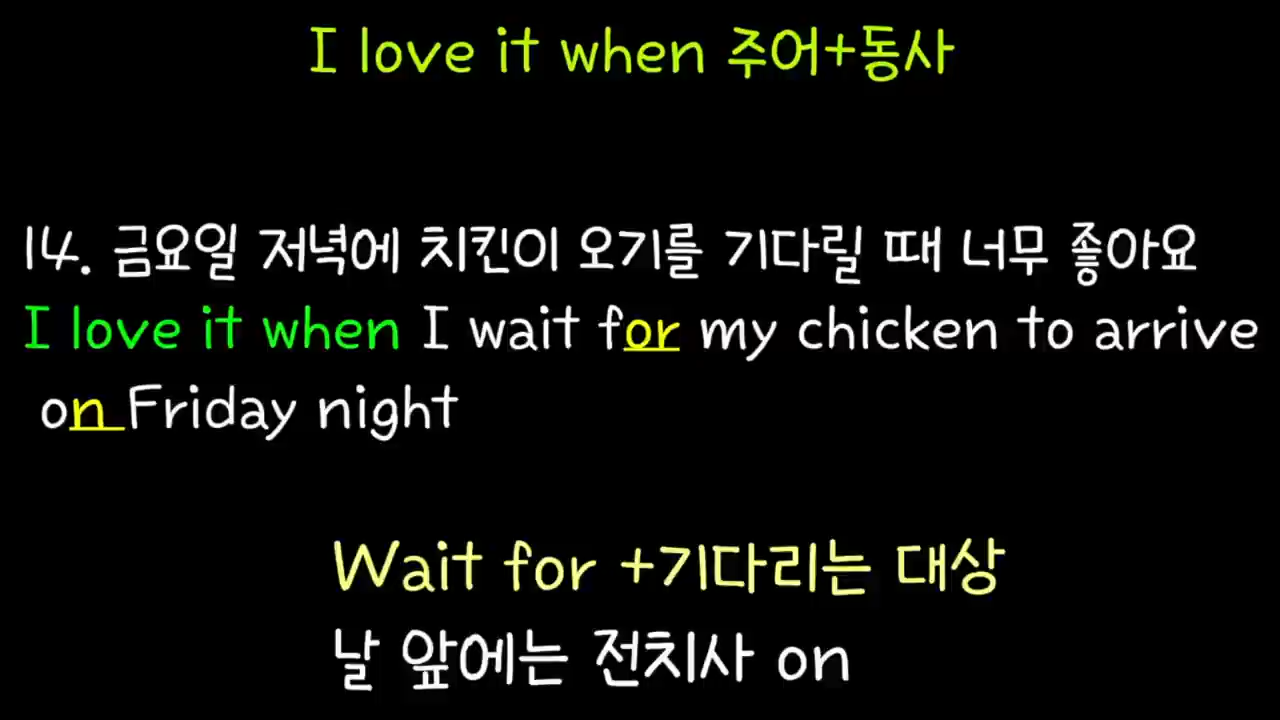 I love it when 주어+동사
14. 금요일 저녁에 치킨이 오기를 기다릴 때 너무 좋아요
I love it when I wait for my chicken to arrive
on Friday night
Wait for +기다리는 대상
날 앞에는 전치사 on